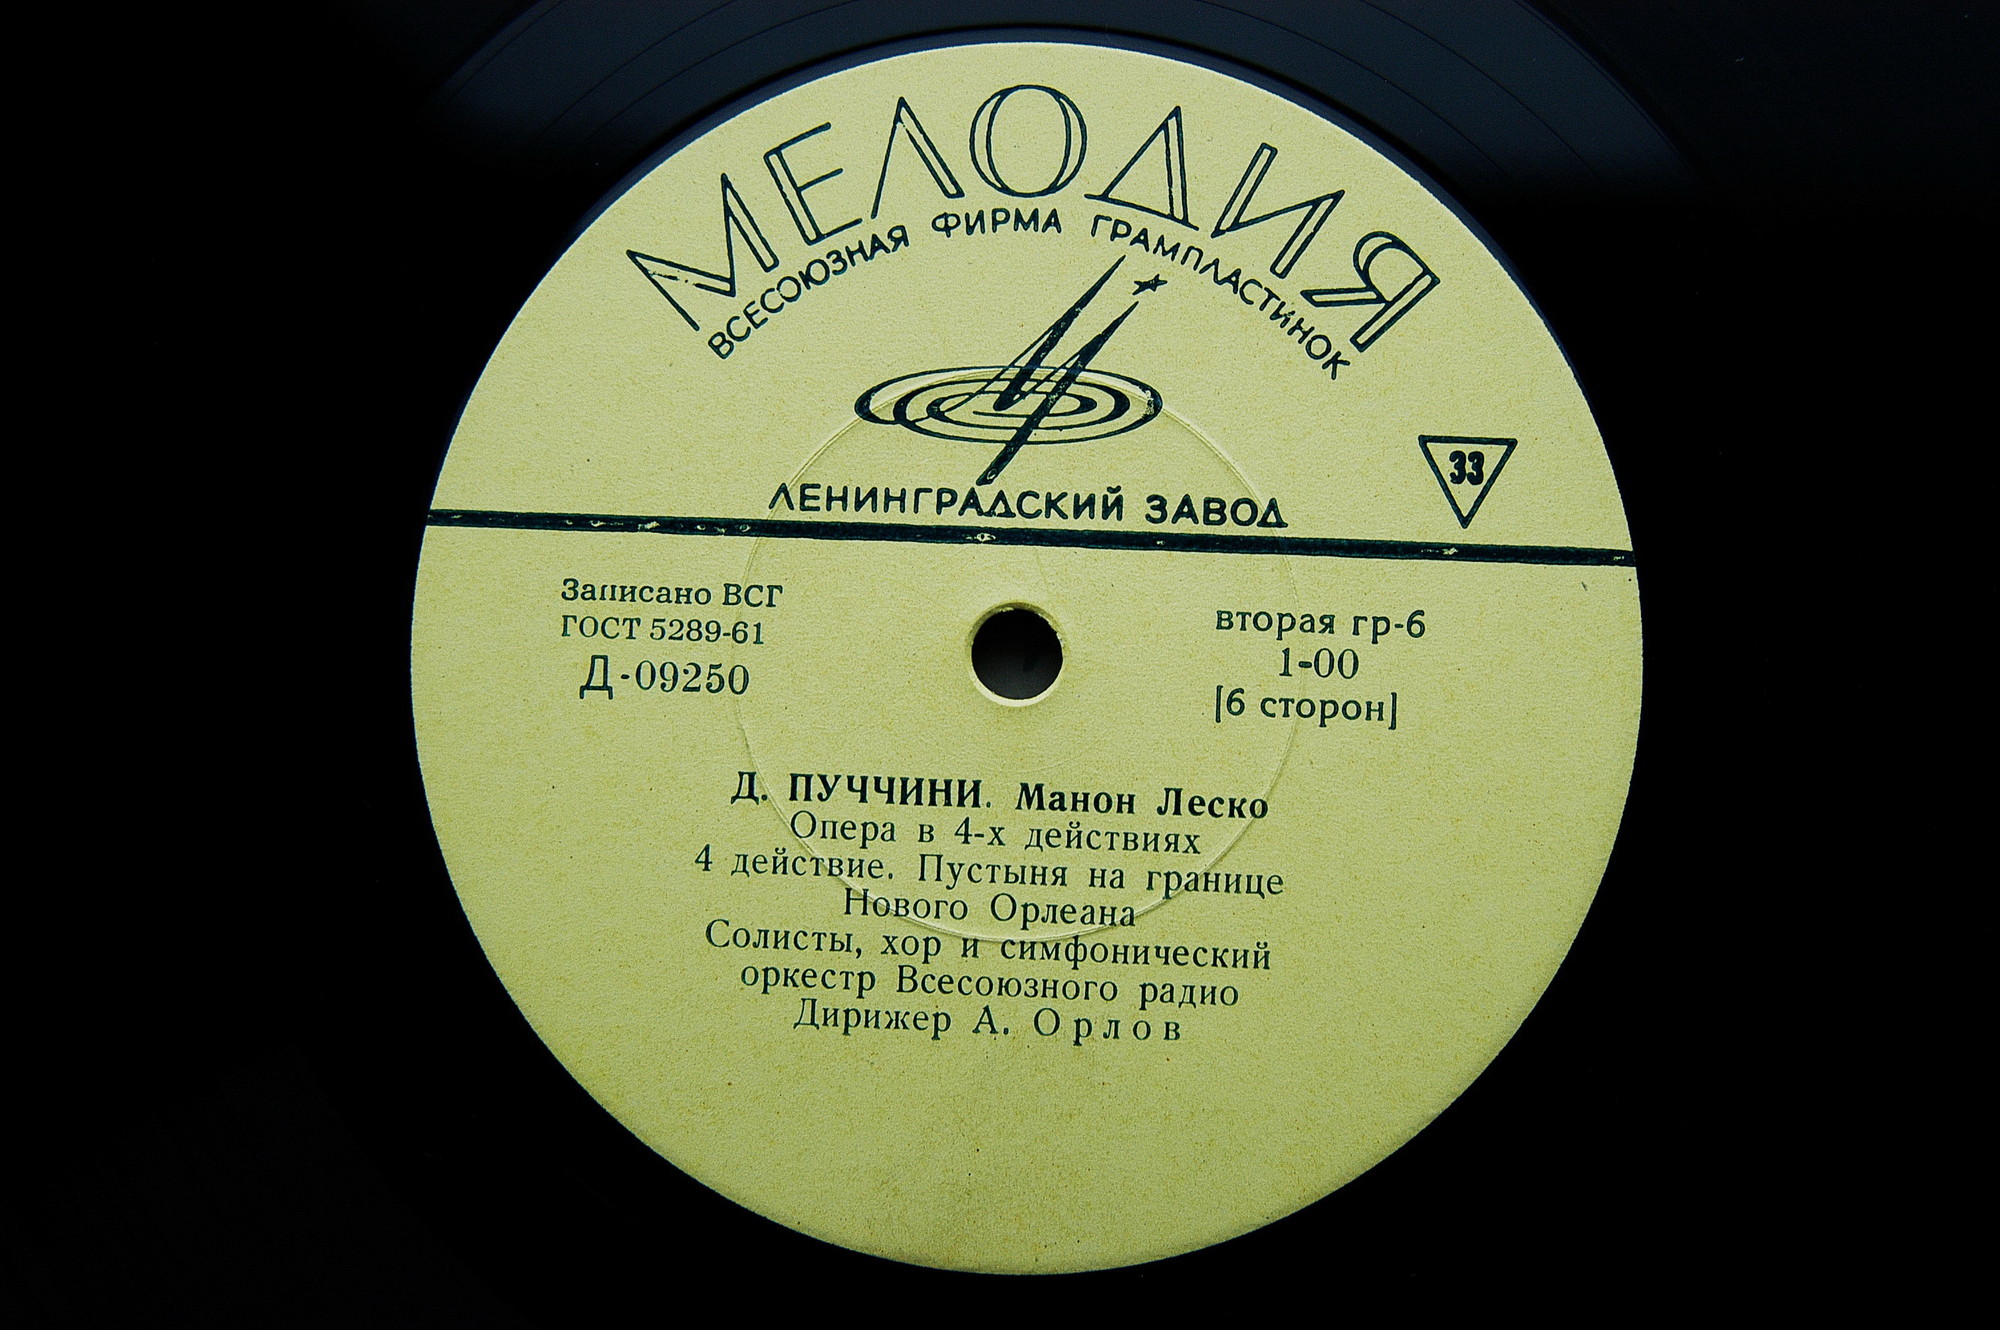 МЕЛОДИЯ
ВСЕСОЮЗНАЯ ФИРМА ГРАМПЛАСТИНОК
33
ЛЕНИНГРАДСКИЙ ЗАВОД
Записано ВСГ
ГОСТ 5289-61
Д-09250
вторая гр-6
1-00
[6 сторон]
Д. ПУЧЧИНИ. Манон Леско
Опера в 4-х действиях
4 действие. Пустыня на границе
Нового Орлеана
Солисты, хор и симфонический
оркестр Всесоюзного радио
Дирижер А. Орлов